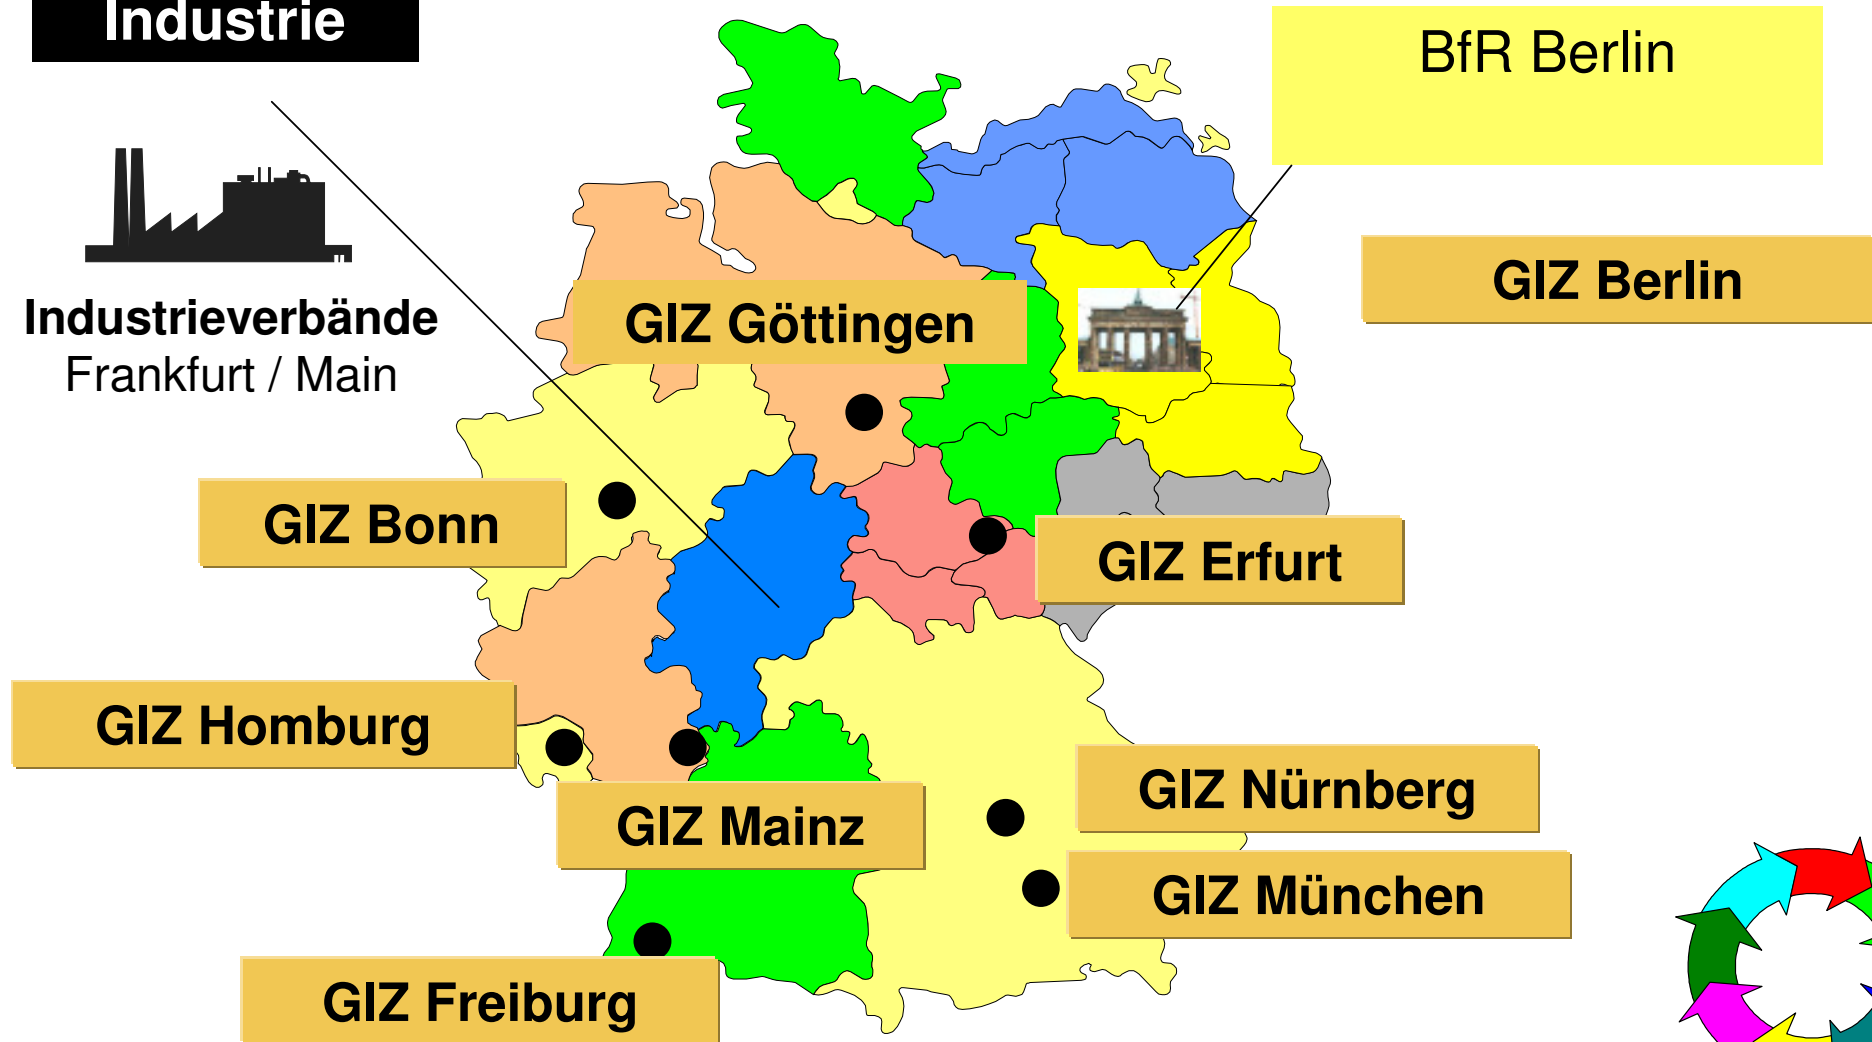 Industrie
BfR Berlin
GIZ Berlin
Industrieverbände
Frankfurt / Main
GIZ Göttingen
GIZ Bonn
GIZ Erfurt
GIZ Homburg
GIZ Nürnberg
GIZ Mainz
GIZ München
GIZ Freiburg